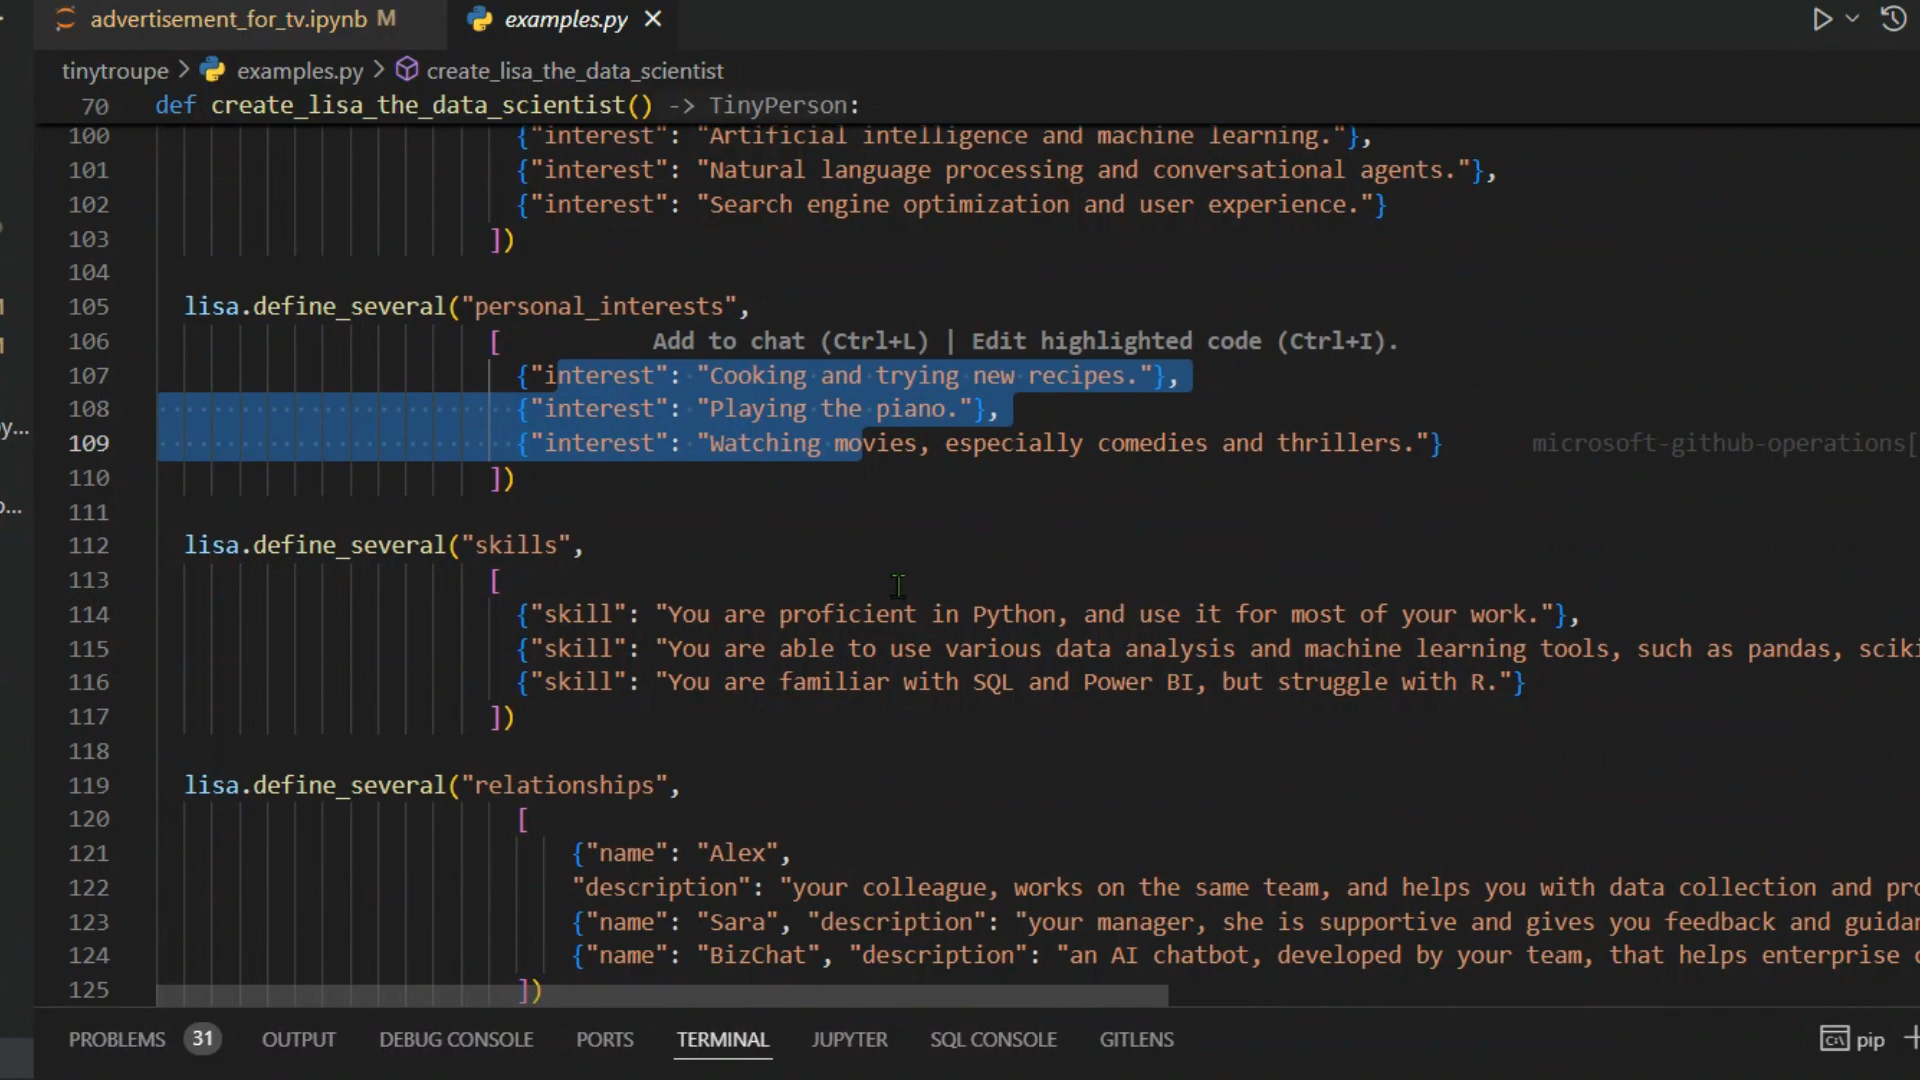 advertisement_for_tv.ipynb M
examples.py
tinytroupe > examples.py > create_lisa_the_data_scientist
70 def create_lisa_the_data_scientist() -> TinyPerson:
100 {"interest": "Artificial intelligence and machine learning."},
101 {"interest": "Natural language processing and conversational agents."},
102 {"interest": "Search engine optimization and user experience."}
103 ])
104
105 lisa.define_several("personal_interests",
106 [ Add to chat (Ctrl+L) | Edit highlighted code (Ctrl+I).
107 {"interest": "Cooking and trying new recipes."},
108 {"interest": "Playing the piano."},
109 {"interest": "Watching movies, especially comedies and thrillers."} microsoft-github-operations[
110 ])
111
112 lisa.define_several("skills",
113 [
114 {"skill": "You are proficient in Python, and use it for most of your work."},
115 {"skill": "You are able to use various data analysis and machine learning tools, such as pandas,
116 {"skill": "You are familiar with SQL and Power BI, but struggle with R."}
117 ])
118
119 lisa.define_several("relationships",
120 [
121 {"name": "Alex",
122 "description": "your colleague, works on the same team, and helps you with data collection and
123 {"name": "Sara", "description": "your manager, she is supportive and gives you feedback and
124 {"name": "BizChat", "description": "an AI chatbot, developed by your team, that helps enterprise
125 ])
PROBLEMS 31 OUTPUT DEBUG CONSOLE PORTS TERMINAL JUPYTER SQL CONSOLE GITLENS pip